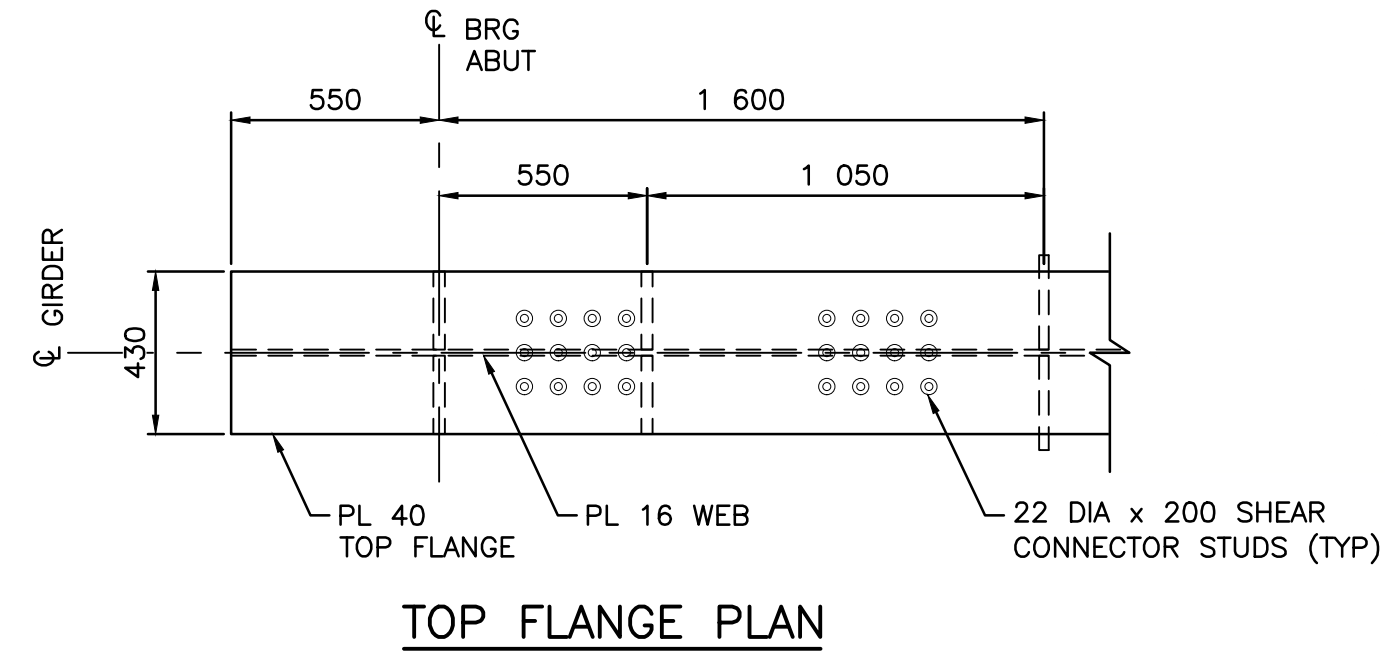 ℄ BRG
ABUT
550
1 600
550
1 050
℄ GIRDER
430
PL 40
TOP FLANGE
PL 16 WEB
22 DIA x 200 SHEAR
CONNECTOR STUDS (TYP)
TOP FLANGE PLAN